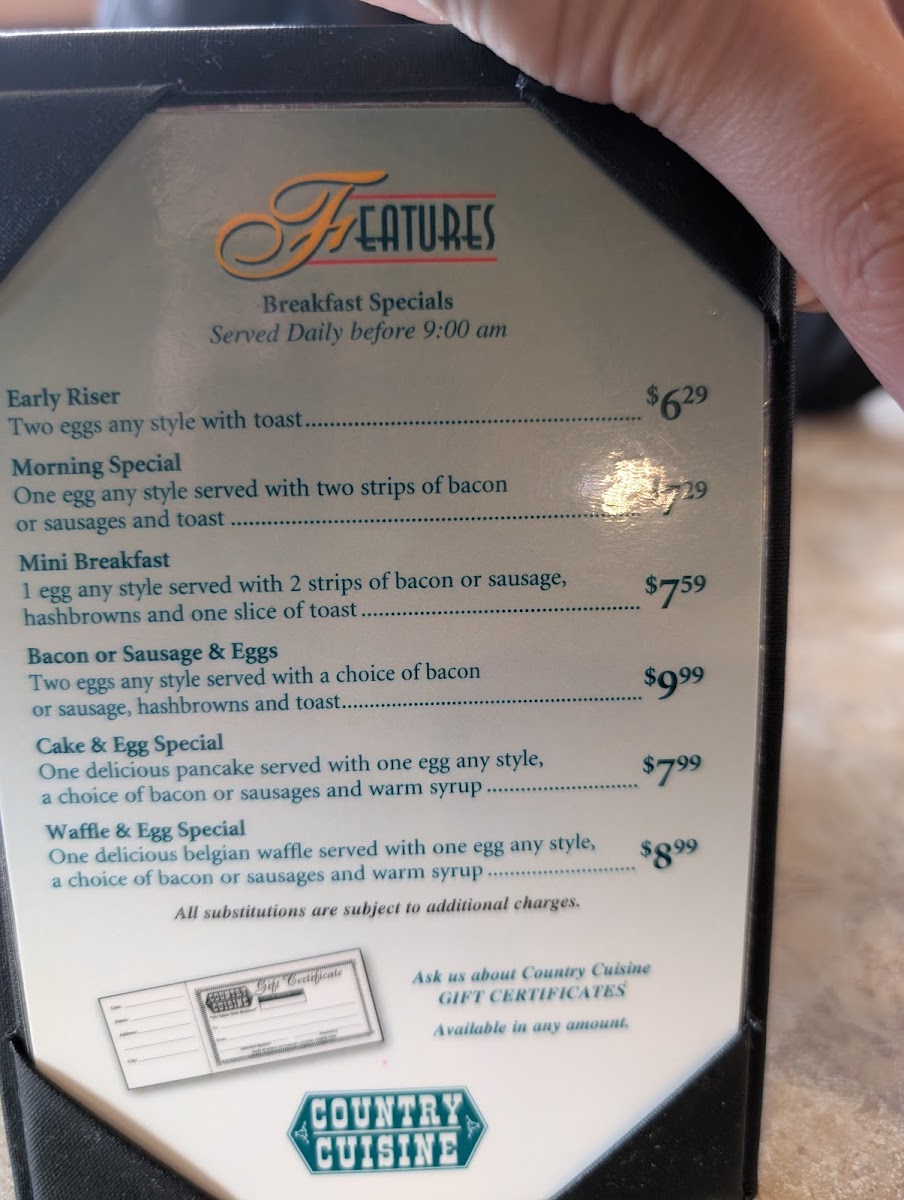 FEATURES
Breakfast Specials
Served Daily before 9:00 am
Early Riser
Two eggs any style with toast.......... $6.29
Morning Special
One egg any style served with two strips of bacon
or sausages and toast .......... $7.29
Mini Breakfast
1 egg any style served with 2 strips of bacon or sausage,
hashbrowns and one slice of toast .......... $7.59
Bacon or Sausage & Eggs
Two eggs any style served with a choice of bacon
or sausage, hashbrowns and toast.......... $9.99
Cake & Egg Special
One delicious pancake served with one egg any style,
a choice of bacon or sausages and warm syrup .......... $7.99
Waffle & Egg Special
One delicious belgian waffle served with one egg any style,
a choice of bacon or sausages and warm syrup .......... $8.99
All substitutions are subject to additional charges.
COUNTRY
CUISINE
Gift Certificate
Ask us about Country Cuisine
GIFT CERTIFICATES
Available in any amount.
COUNTRY
CUISINE